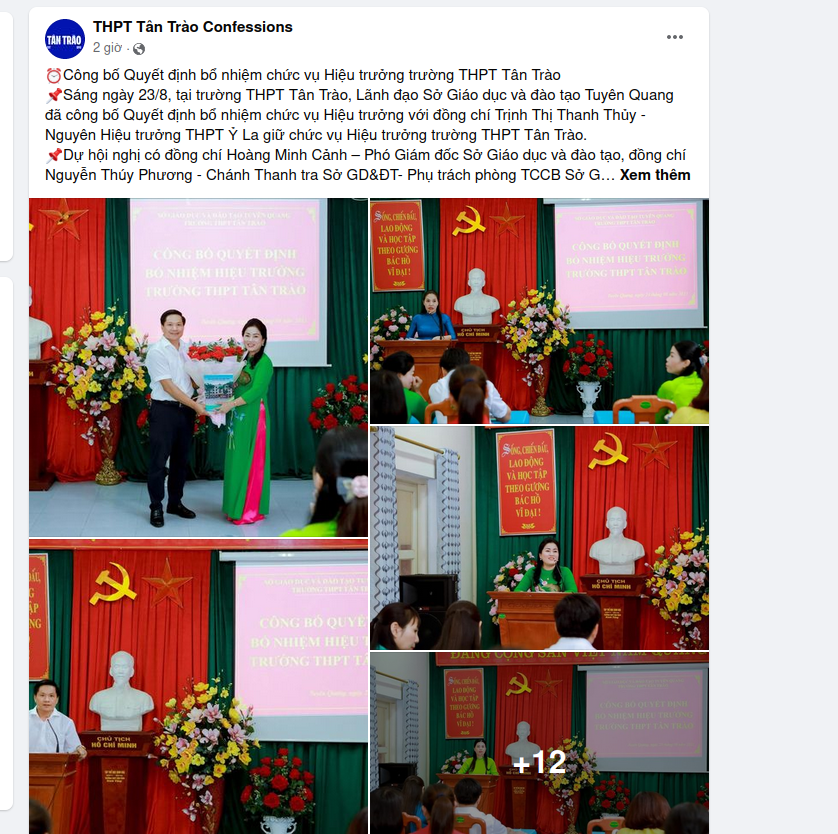 THPT Tân Trào Confessions
TÂN TRÀO
2 giờ ·
⏰Công bố Quyết định bổ nhiệm chức vụ Hiệu trưởng trường THPT Tân Trào
📌Sáng ngày 23/8, tại trường THPT Tân Trào, Lãnh đạo Sở Giáo dục và đào tạo Tuyên Quang
đã công bố Quyết định bổ nhiệm chức vụ Hiệu trưởng với đồng chí Trịnh Thị Thanh Thủy -
Nguyên Hiệu trưởng THPT Ỷ La giữ chức vụ Hiệu trưởng trường THPT Tân Trào.
📌Dự hội nghị có đồng chí Hoàng Minh Cảnh – Phó Giám đốc Sở Giáo dục và đào tạo, đồng chí
Nguyễn Thúy Phương - Chánh Thanh tra Sở GD&ĐT- Phụ trách phòng TCCB Sở G… Xem thêm
SỞ GIÁO DỤC VÀ ĐÀO TẠO TUYÊN QUANG
TRƯỜNG THPT TÂN TRÀO
CÔNG BỐ QUYẾT ĐỊNH
BỔ NHIỆM HIỆU TRƯỞNG
TRƯỜNG THPT TÂN TRÀO
SỐNG, CHIẾN ĐẤU,
LAO ĐỘNG
VÀ HỌC TẬP
THEO GƯƠNG
BÁC HỒ
VĨ ĐẠI !
CHỦ TỊCH
HỒ CHÍ MINH
CÔNG BỐ QUYẾT ĐỊNH
BỔ NHIỆM HIỆU TRƯỞNG
TRƯỜNG THPT TÂN TRÀO
SỐNG, CHIẾN ĐẤU,
LAO ĐỘNG
VÀ HỌC TẬP
THEO GƯƠNG
BÁC HỒ
VĨ ĐẠI !
CHỦ TỊCH
HỒ CHÍ MINH
SỞ GIÁO DỤC VÀ ĐÀO TẠO
TRƯỜNG THPT TÂN
CÔNG BỐ QUYẾT
BỔ NHIỆM HIỆU T
TRƯỜNG THPT TÂ
CHỦ TỊCH
HỒ CHÍ MINH
ĐẢNG CỘNG SẢN VIỆT NAM QUANG
SỐNG, CHIẾN ĐẤU,
LAO ĐỘNG
VÀ HỌC TẬP
THEO GƯƠNG
BÁC HỒ
VĨ ĐẠI !
CÔNG BỐ QUYẾT ĐỊNH
BỔ NHIỆM HIỆU TRƯỞNG
TRƯỜNG THPT TÂN TRÀO
+12